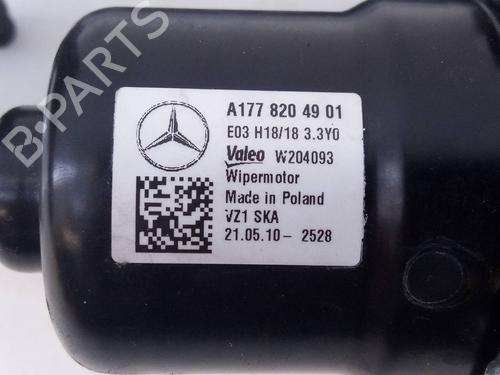 A177 820 49 01
E03 H18/18 3.3Y0
Valeo W204093
Wipermotor
Made in Poland
VZ1 SKA
21.05.10- 2528
B-PARTS